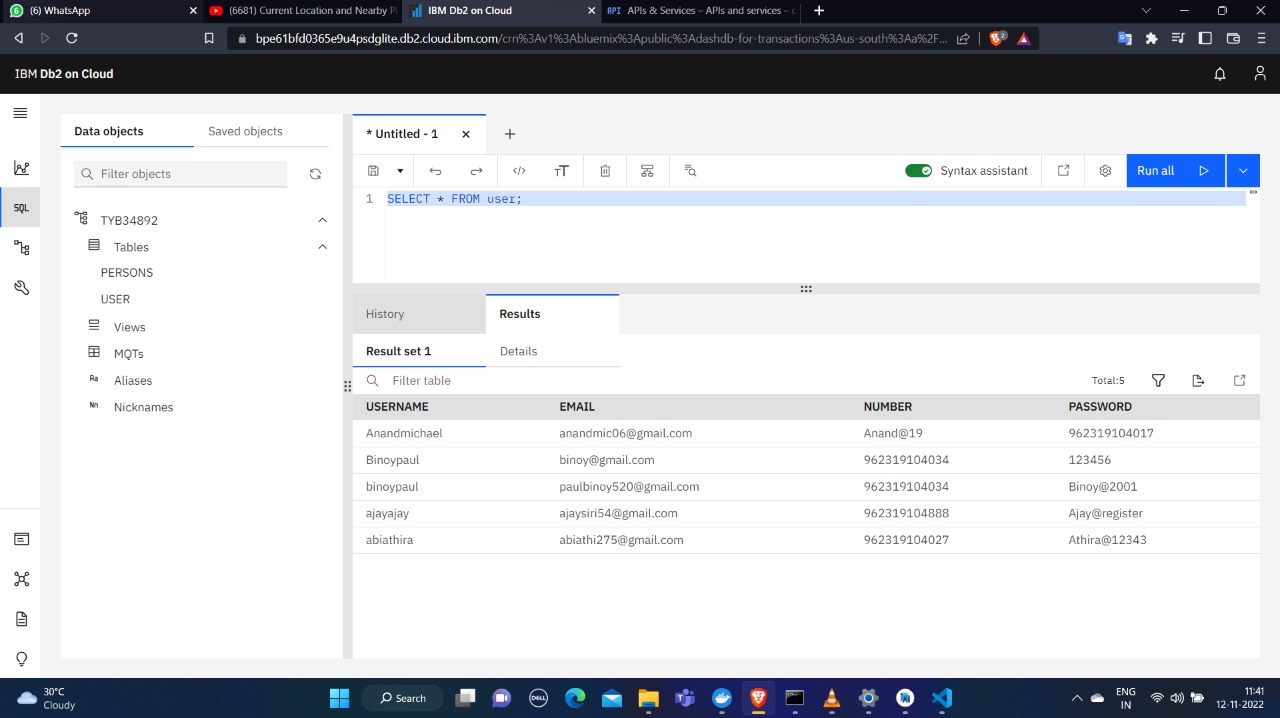 (6) WhatsApp
(6681) Current Location and Nearby P
IBM Db2 on Cloud
API APIs & Services – APIs and services –
bpe61bfd0365e9u4psdglite.db2.cloud.ibm.com/crn%3Av1%3Abluemix%3Apublic%3Adashdb-for-transactions%3Aus-south%3Aa%2F...
2
IBM Db2 on Cloud
Data objects
Saved objects
* Untitled - 1
Filter objects
Syntax assistant
Run all
SQL
1 SELECT * FROM user;
TYB34892
Tables
PERSONS
USER
Views
MQTs
Ra Aliases
Nn Nicknames
History
Results
Result set 1
Details
Filter table
Total:5
USERNAME EMAIL NUMBER PASSWORD
Anandmichael anandmic06@gmail.com Anand@19 962319104017
Binoypaul binoy@gmail.com 962319104034 123456
binoypaul paulbinoy520@gmail.com 962319104034 Binoy@2001
ajayajay ajaysiri54@gmail.com 962319104888 Ajay@register
abiathira abiathi275@gmail.com 962319104027 Athira@12343
30°C
Cloudy
Search
DELL
ENG
IN
11:41
12-11-2022